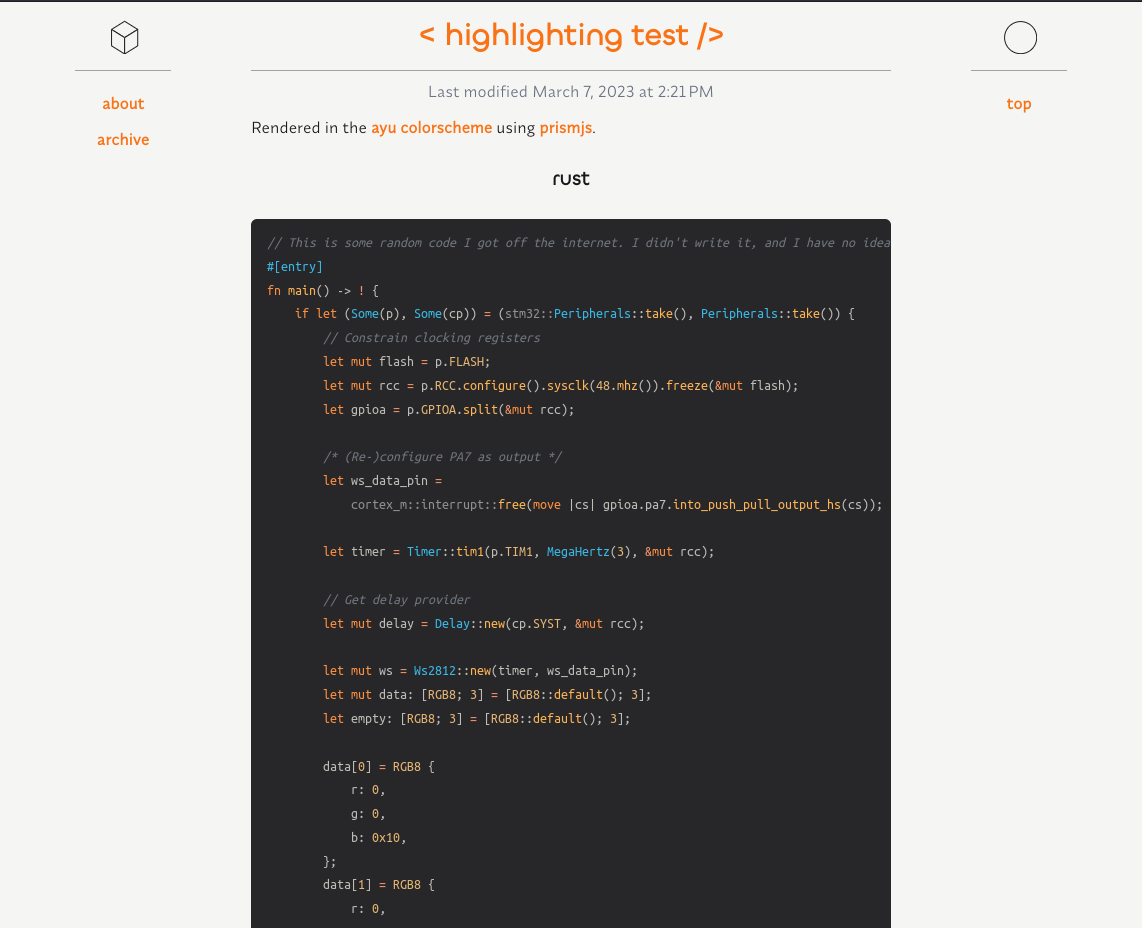 < highlighting test />
about
archive
top
Last modified March 7, 2023 at 2:21 PM
Rendered in the ayu colorscheme using prismjs.
rust
// This is some random code I got off the internet. I didn't write it, and I have no idea
#[entry]
fn main() -> ! {
    if let (Some(p), Some(cp)) = (stm32::Peripherals::take(), Peripherals::take()) {
        // Constrain clocking registers
        let mut flash = p.FLASH;
        let mut rcc = p.RCC.configure().sysclk(48.mhz()).freeze(&mut flash);
        let gpioa = p.GPIOA.split(&mut rcc);

        /* (Re-)configure PA7 as output */
        let ws_data_pin =
            cortex_m::interrupt::free(move |cs| gpioa.pa7.into_push_pull_output_hs(cs));

        let timer = Timer::tim1(p.TIM1, MegaHertz(3), &mut rcc);

        // Get delay provider
        let mut delay = Delay::new(cp.SYST, &mut rcc);

        let mut ws = Ws2812::new(timer, ws_data_pin);
        let mut data: [RGB8; 3] = [RGB8::default(); 3];
        let empty: [RGB8; 3] = [RGB8::default(); 3];

        data[0] = RGB8 {
            r: 0,
            g: 0,
            b: 0x10,
        };
        data[1] = RGB8 {
            r: 0,